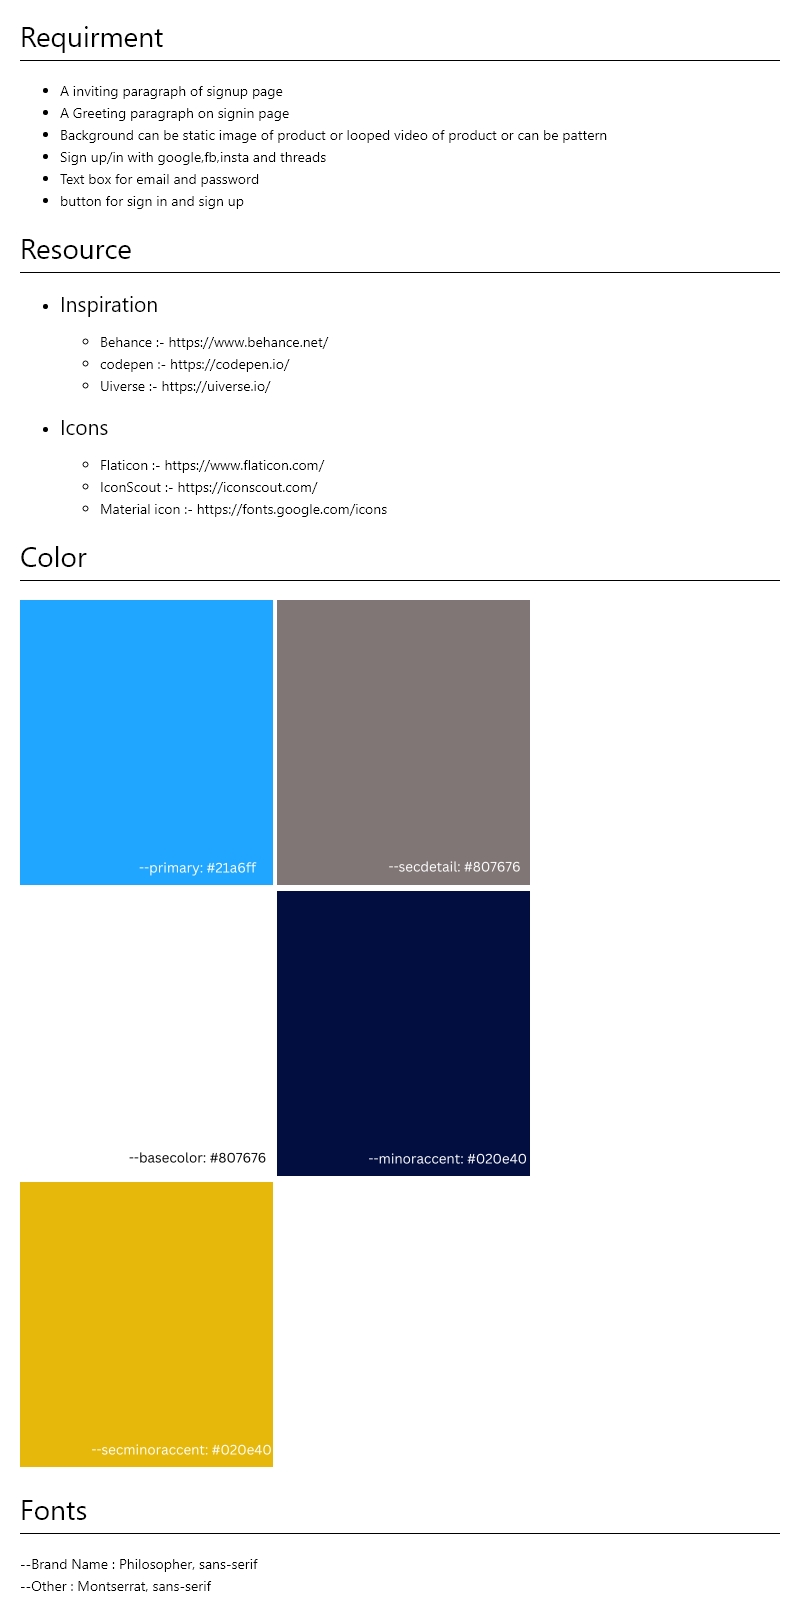 Requirment
A inviting paragraph of signup page
A Greeting paragraph on signin page
Background can be static image of product or looped video of product or can be pattern
Sign up/in with google,fb,insta and threads
Text box for email and password
button for sign in and sign up
Resource
Inspiration
Behance :- https://www.behance.net/
codepen :- https://codepen.io/
Uiverse :- https://uiverse.io/
Icons
Flaticon :- https://www.flaticon.com/
IconScout :- https://iconscout.com/
Material icon :- https://fonts.google.com/icons
Color
--primary: #21a6ff
--secdetail: #807676
--basecolor: #807676
--minoraccent: #020e40
--secminoraccent: #020e40
Fonts
--Brand Name : Philosopher, sans-serif
--Other : Montserrat, sans-serif